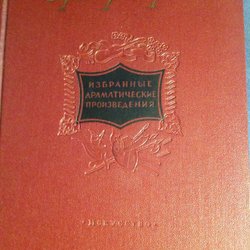 ИЗБРАННЫЕ
ДРАМАТИЧЕСКИЕ
ПРОИЗВЕДЕНИЯ
ИСКУССТВО